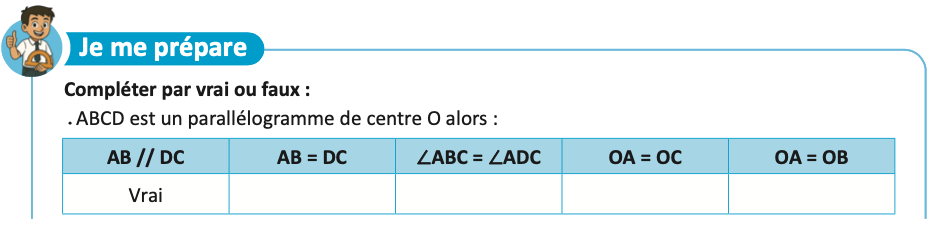 Je me prépare
Compléter par vrai ou faux :
. ABCD est un parallélogramme de centre O alors :
AB // DC AB = DC ∠ABC = ∠ADC OA = OC OA = OB
Vrai